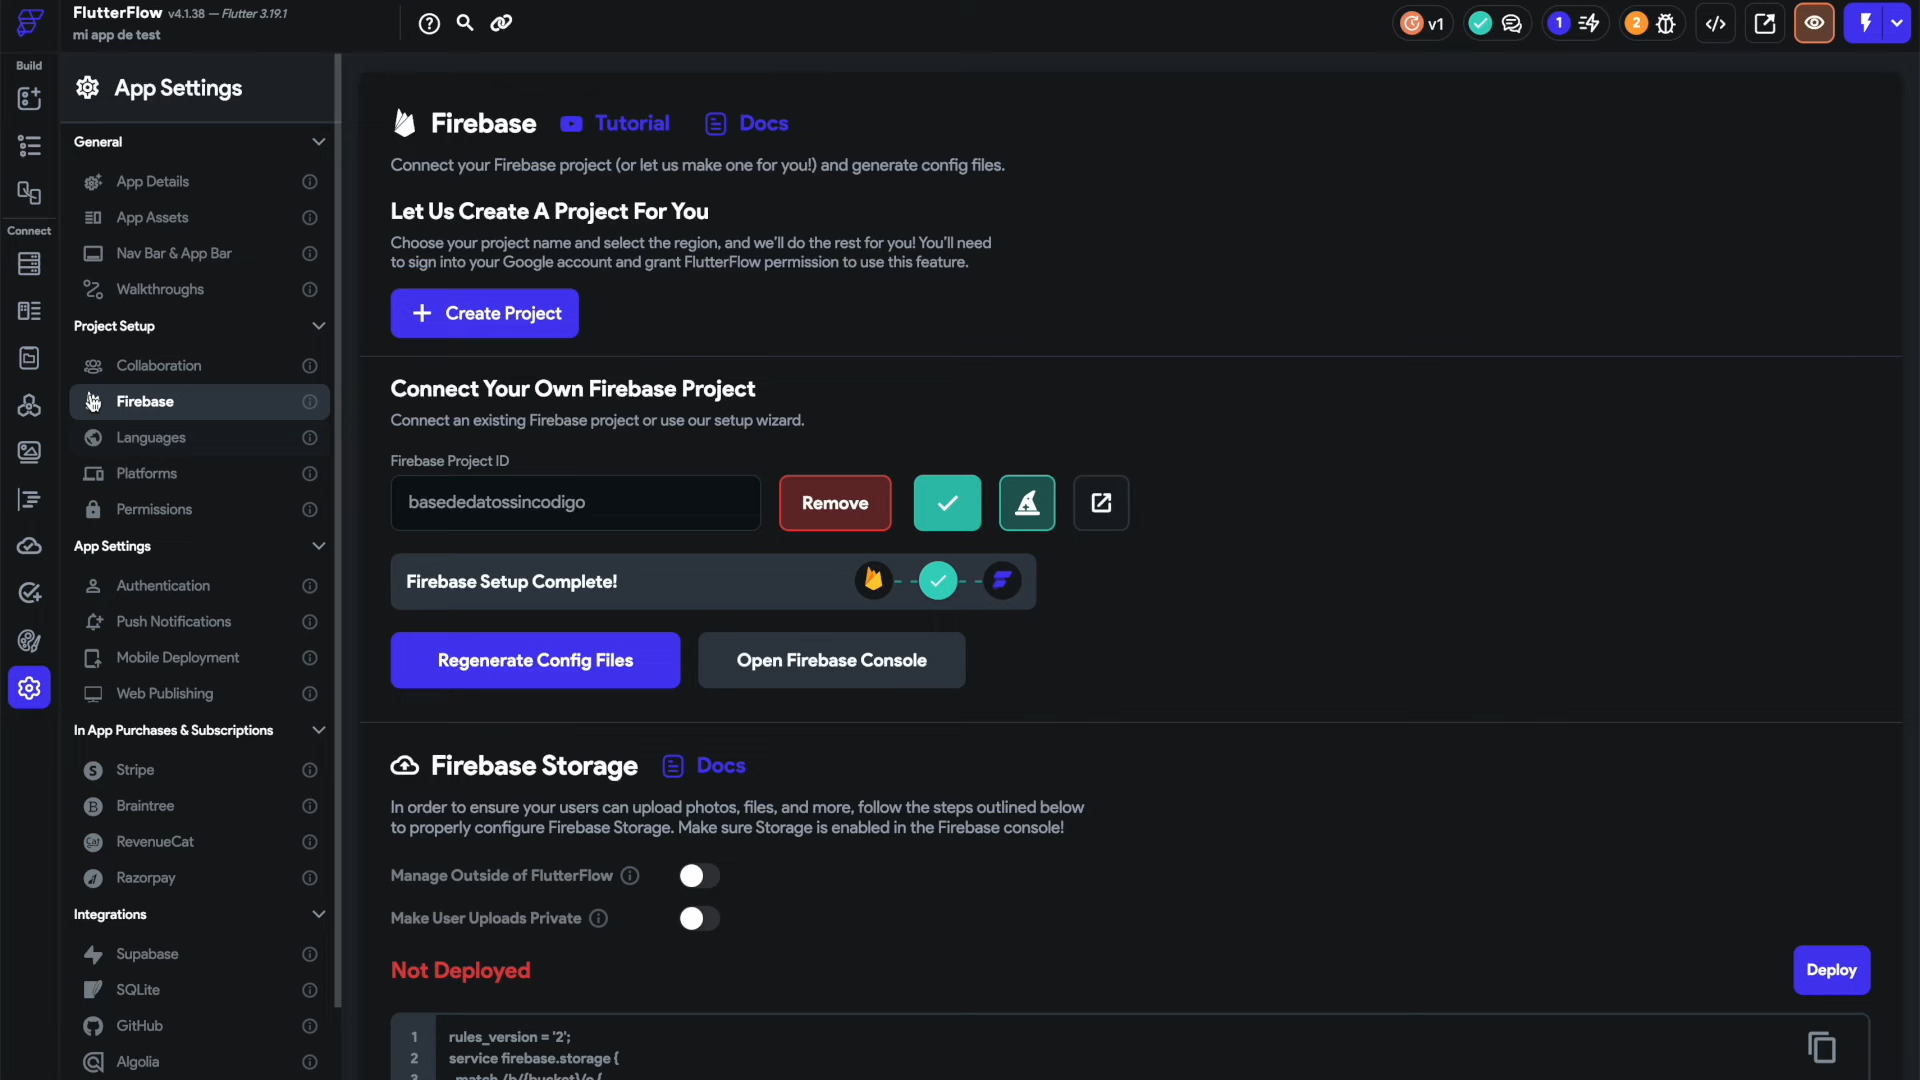 FlutterFlow v4.1.38 — Flutter 3.19.1
mi app de test
v1
1
2
Build
Connect
App Settings
General
App Details
App Assets
Nav Bar & App Bar
Walkthroughs
Project Setup
Collaboration
Firebase
Languages
Platforms
Permissions
App Settings
Authentication
Push Notifications
Mobile Deployment
Web Publishing
In App Purchases & Subscriptions
Stripe
Braintree
RevenueCat
Razorpay
Integrations
Supabase
SQLite
GitHub
Algolia
Firebase Tutorial Docs
Connect your Firebase project (or let us make one for you!) and generate config files.
Let Us Create A Project For You
Choose your project name and select the region, and we'll do the rest for you! You'll need
to sign into your Google account and grant FlutterFlow permission to use this feature.
+ Create Project
Connect Your Own Firebase Project
Connect an existing Firebase project or use our setup wizard.
Firebase Project ID
basededatossincodigo
Remove
Firebase Setup Complete!
Regenerate Config Files
Open Firebase Console
Firebase Storage Docs
In order to ensure your users can upload photos, files, and more, follow the steps outlined below
to properly configure Firebase Storage. Make sure Storage is enabled in the Firebase console!
Manage Outside of FlutterFlow
Make User Uploads Private
Not Deployed
Deploy
1 rules_version = '2';
2 service firebase.storage {
3 match /b/{bucket}/o {